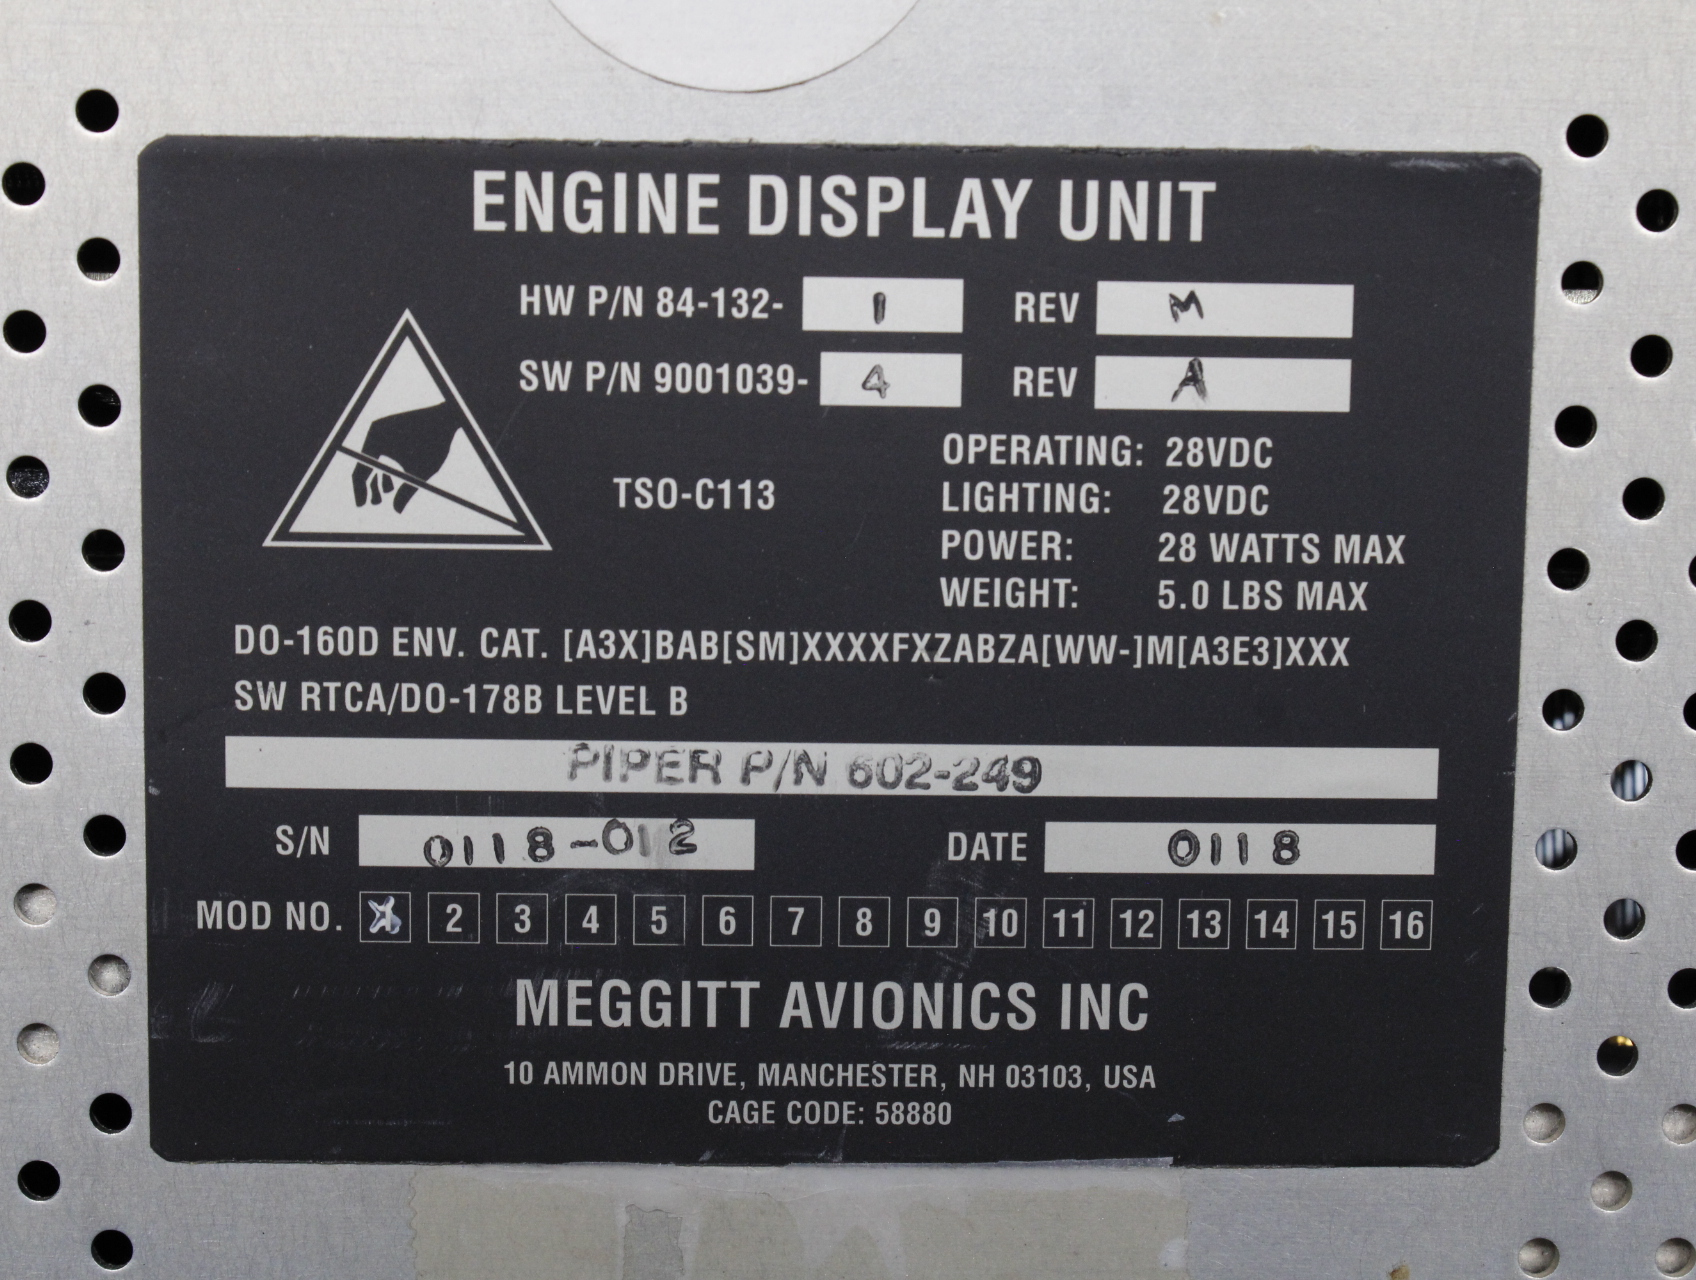 ENGINE DISPLAY UNIT
HW P/N 84-132- 1 REV M
SW P/N 9001039- 4 REV A
OPERATING: 28VDC
TSO-C113 LIGHTING: 28VDC
POWER: 28 WATTS MAX
WEIGHT: 5.0 LBS MAX
DO-160D ENV. CAT. [A3X]BAB[SM]XXXXFXZABZA[WW-]M[A3E3]XXX
SW RTCA/DO-178B LEVEL B
PIPER P/N 602-249
S/N 0118-012 DATE 0118
MOD NO. 1 2 3 4 5 6 7 8 9 10 11 12 13 14 15 16
MEGGITT AVIONICS INC
10 AMMON DRIVE, MANCHESTER, NH 03103, USA
CAGE CODE: 58880